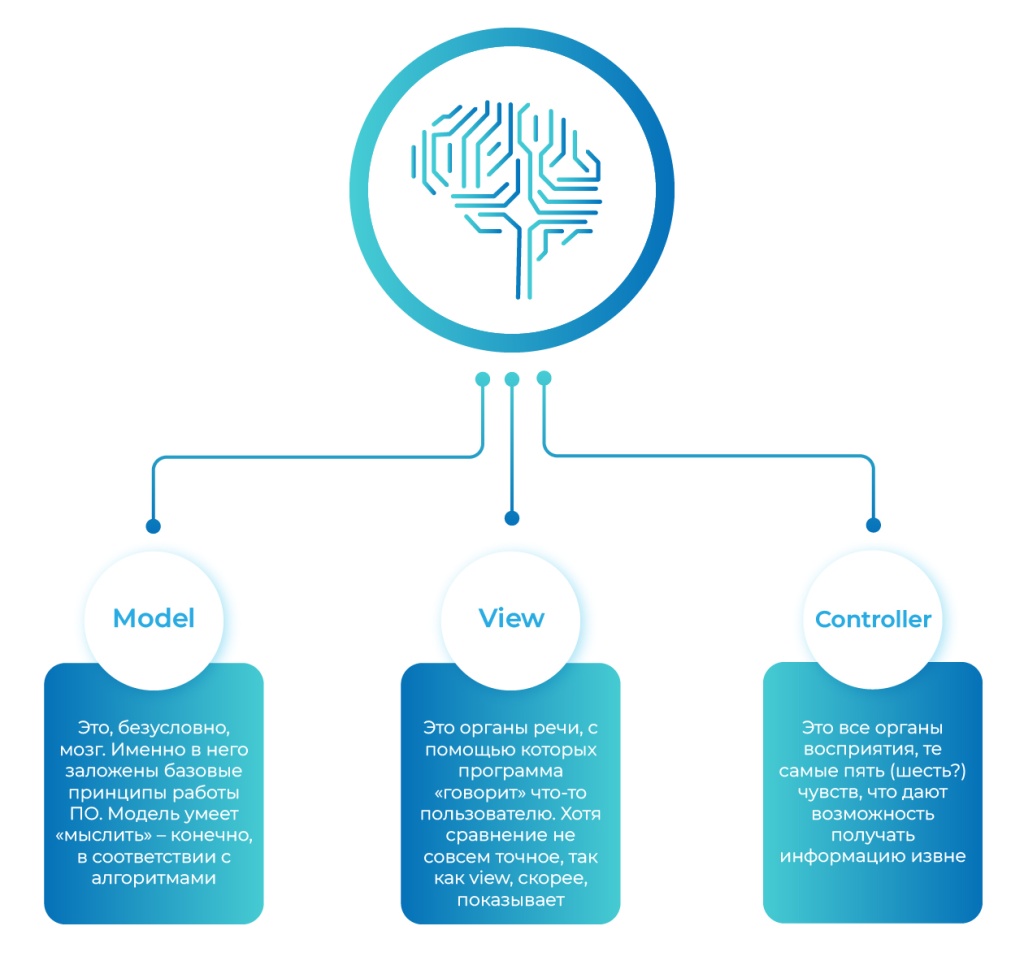 Model
Это, безусловно,
мозг. Именно в него
заложены базовые
принципы работы
ПО. Модель умеет
«мыслить» – конечно,
в соответствии с
алгоритмами
View
Это органы речи, с
помощью которых
программа
«говорит» что-то
пользователю. Хотя
сравнение не
совсем точное, так
как view, скорее,
показывает
Controller
Это все органы
восприятия, те
самые пять (шесть?)
чувств, что дают
возможность
получать
информацию извне